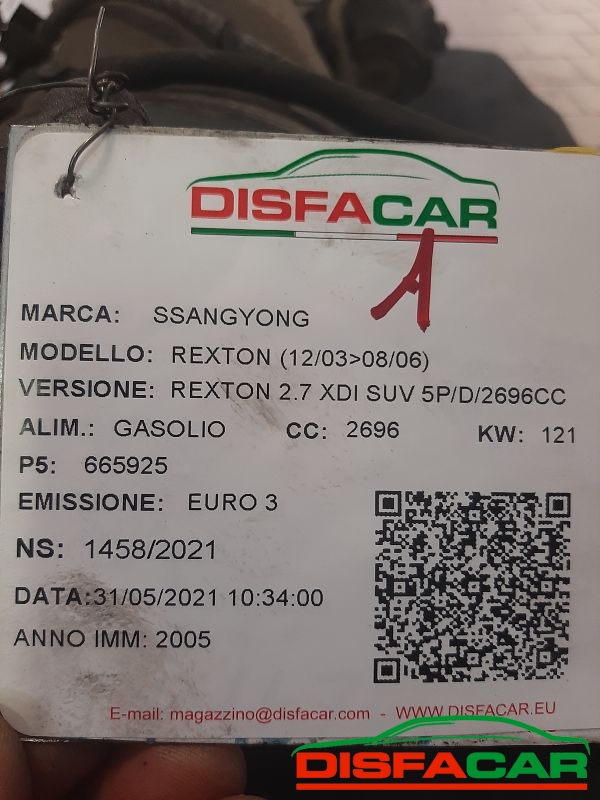 DISFACAR
A
MARCA: SSANGYONG
MODELLO: REXTON (12/03>08/06)
VERSIONE: REXTON 2.7 XDI SUV 5P/D/2696CC
ALIM.: GASOLIO CC: 2696 KW: 121
P5: 665925
EMISSIONE: EURO 3
NS: 1458/2021
DATA:31/05/2021 10:34:00
ANNO IMM: 2005
E-mail: magazzino@disfacar.com - WWW.DISFACAR.EU
DISFACAR